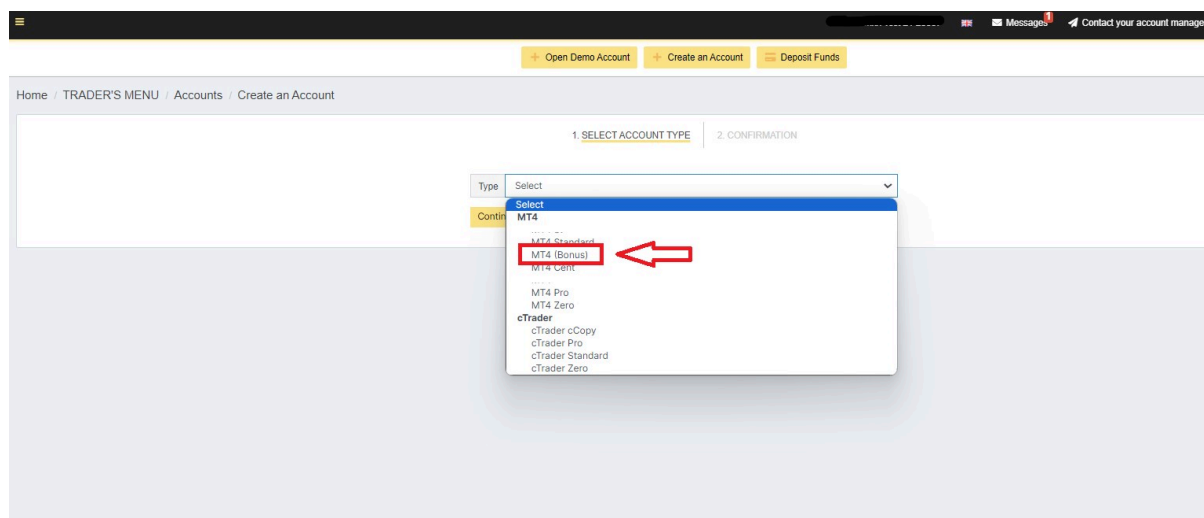 Messages 1 Contact your account manage
+ Open Demo Account + Create an Account Deposit Funds
Home / TRADER'S MENU / Accounts / Create an Account
1. SELECT ACCOUNT TYPE 2. CONFIRMATION
Type Select
Select
Contin
MT4
MT4 Standard
MT4 (Bonus)
MT4 Cent
MT4 Pro
MT4 Zero
cTrader
cTrader cCopy
cTrader Pro
cTrader Standard
cTrader Zero